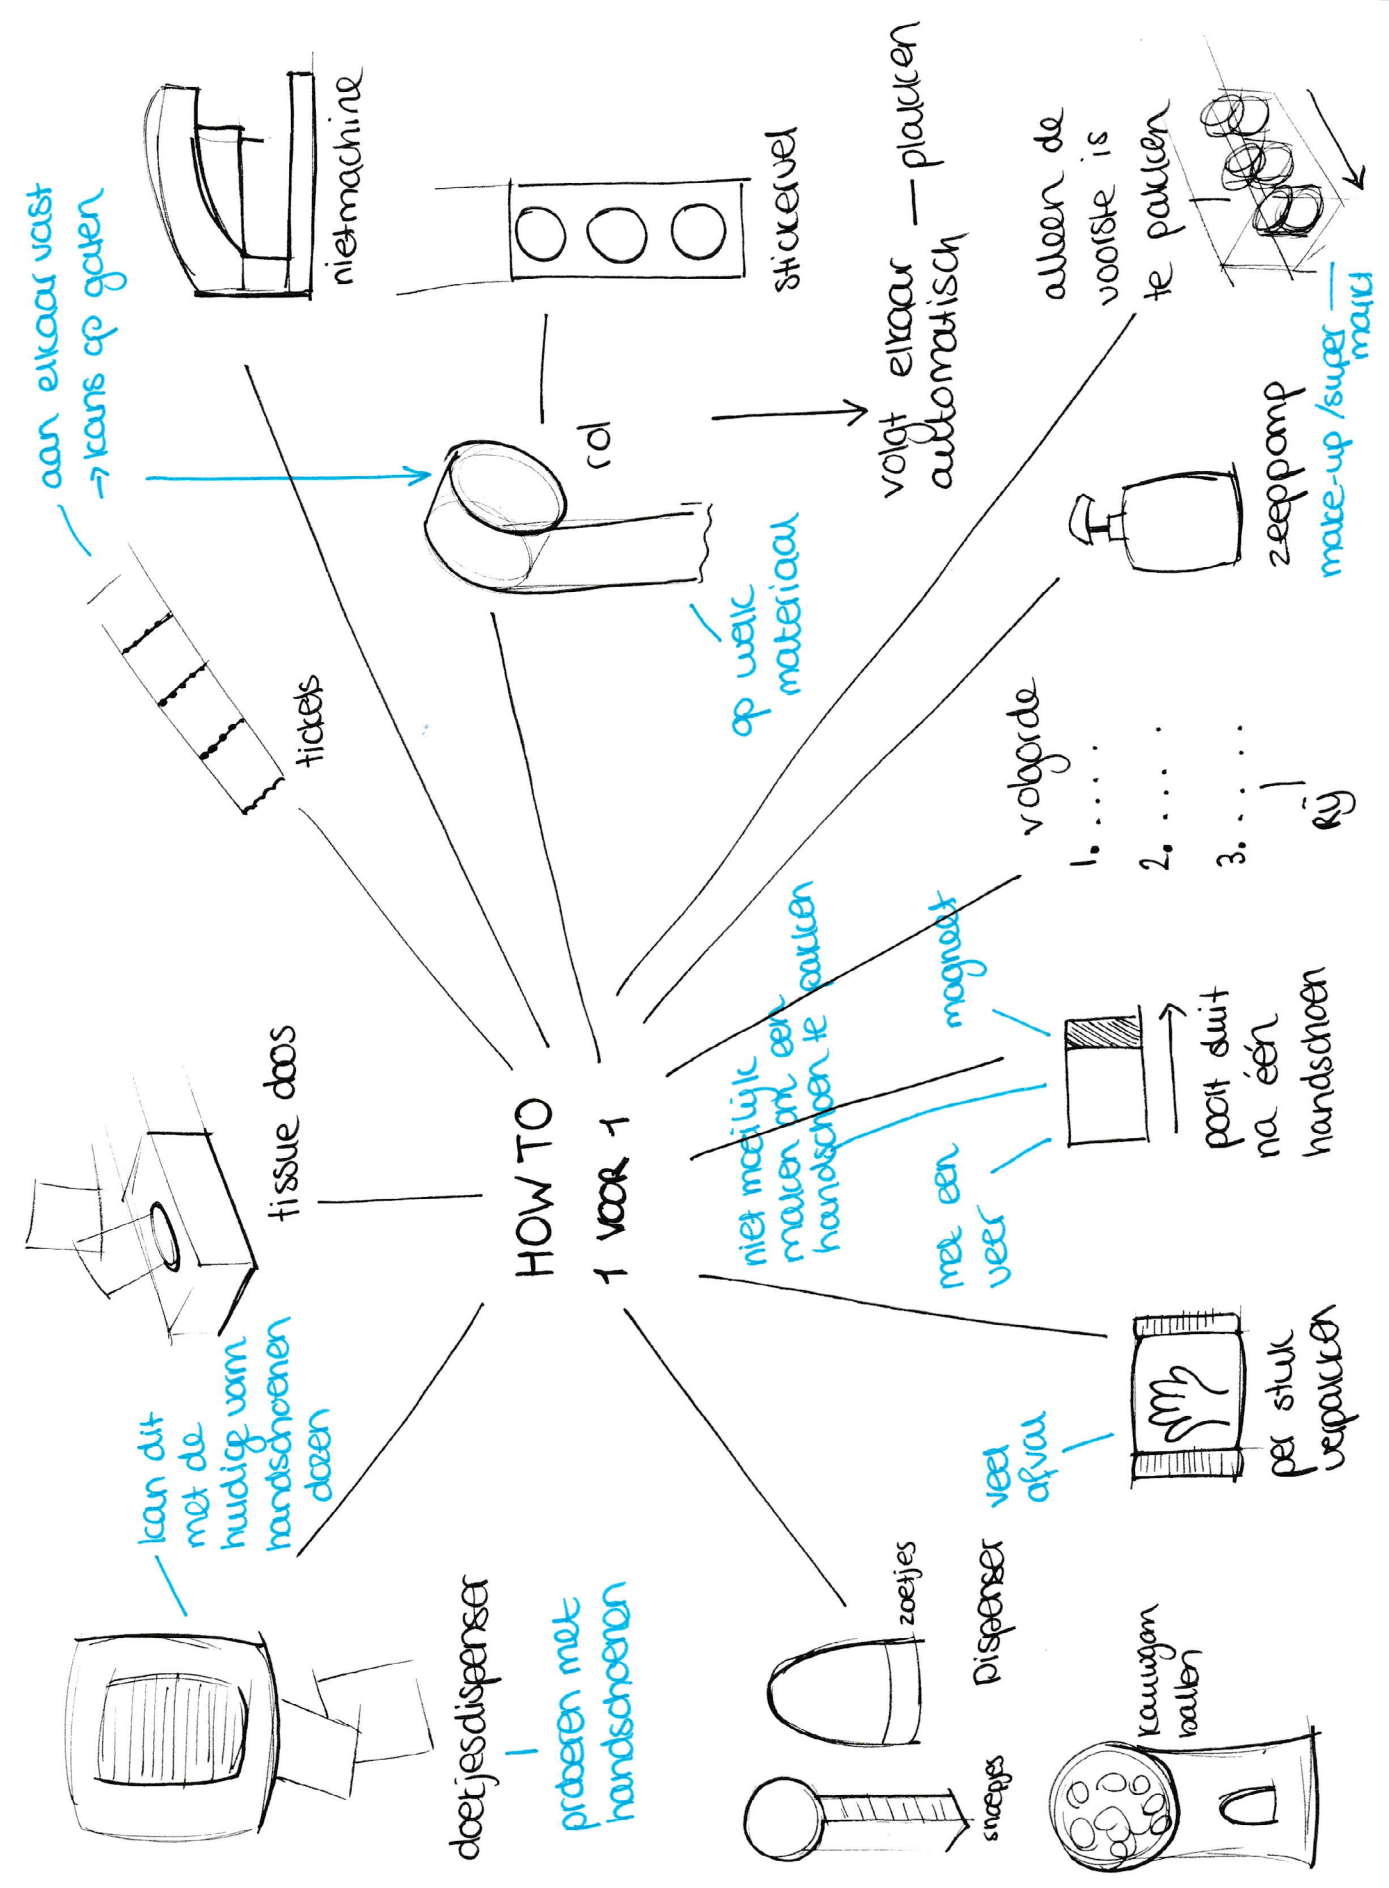 HOW TO
1 VOOR 1
tissue doos
tickets
aan elkaar vast
→ kans op gaten
nietmachine
rol
stickervel
op welk
materiaal
volgt elkaar — plakken
automatisch
alleen de
voorste is
te pakken
make-up / super —
markt
zeeppomp
volgorde
1. . . . .
2. . . . .
3. . . . .
Rij
niet moeilijk
maken om een
handschoen te pakken
magneet
met een
veer
poort sluit
na één
handschoen
per stuk
verpakken
veel
afval
Dispenser
zoetjes
snoepjes
kauwgom
ballen
doekjesdispenser
proberen met
handschoenen
kan dit
met de
huidige vorm
handschoenen
dozen